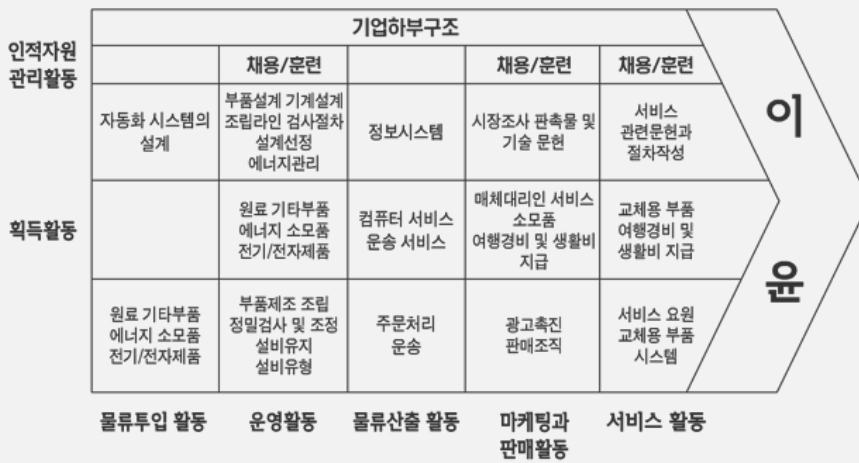 기업하부구조
인적자원
관리활동
채용/훈련
채용/훈련
채용/훈련
자동화 시스템의
설계
부품설계 기계설계
조립라인 검사절차
설계선정
에너지관리
정보시스템
시장조사 판촉물 및
기술 문헌
서비스
관련문헌과
절차작성
획득활동
원료 기타부품
에너지 소모품
전기/전자제품
컴퓨터 서비스
운송 서비스
매체대리인 서비스
소모품
여행경비 및 생활비
지급
교체용 부품
여행경비 및
생활비 지급
원료 기타부품
에너지 소모품
전기/전자제품
부품제조 조립
정밀검사 및 조정
설비유지
설비유형
주문처리
운송
광고촉진
판매조직
서비스 요원
교체용 부품
시스템
이
윤
물류투입 활동
운영활동
물류산출 활동
마케팅과
판매활동
서비스 활동